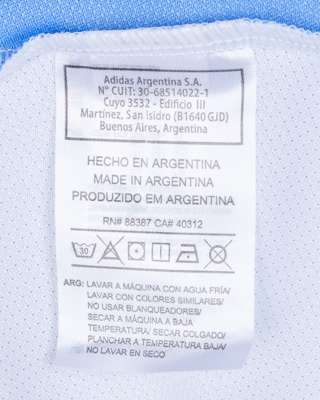 Adidas Argentina S.A.
N° CUIT: 30-68514022-1
Cuyo 3532 - Edificio III
Martínez, San Isidro (B1640 GJD)
Buenos Aires, Argentina
HECHO EN ARGENTINA
MADE IN ARGENTINA
PRODUZIDO EM ARGENTINA
RN# 88387 CA# 40312
30
ARG: LAVAR A MÁQUINA CON AGUA FRÍA/
LAVAR CON COLORES SIMILARES/
NO USAR BLANQUEADORES/
SECAR A MÁQUINA A BAJA
TEMPERATURA/ SECAR COLGADO/
PLANCHAR A TEMPERATURA BAJA/
NO LAVAR EN SECO